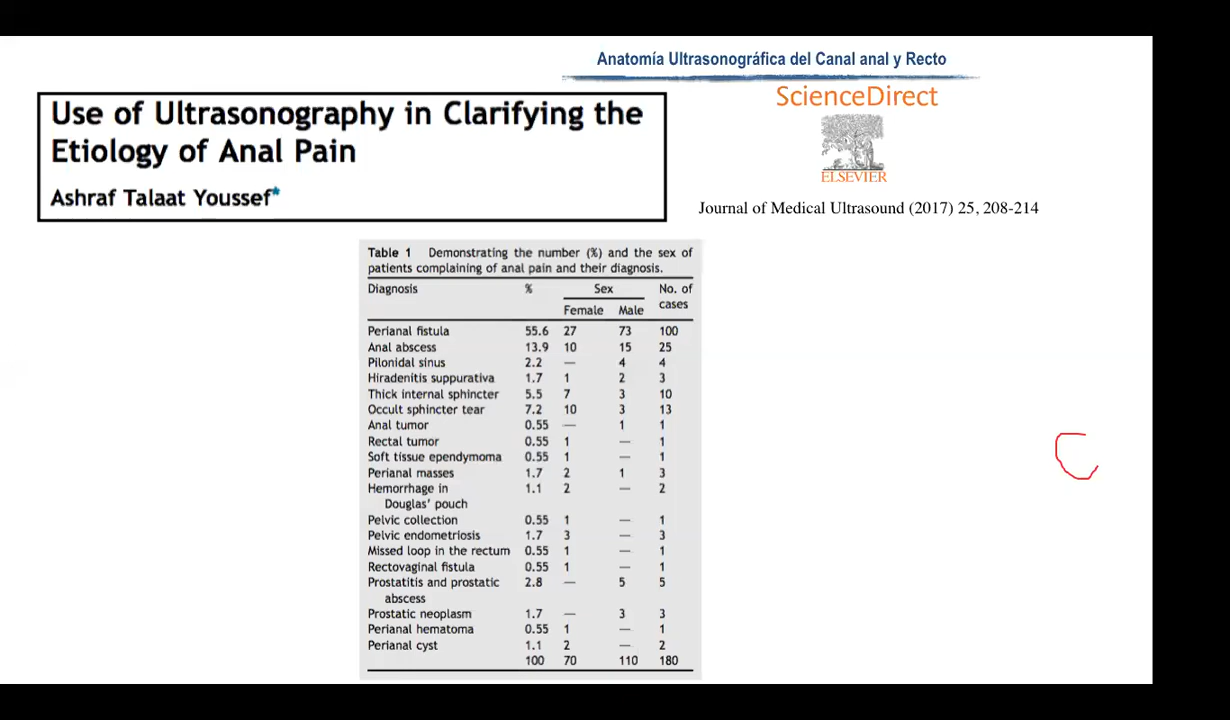 Anatomía Ultrasonográfica del Canal anal y Recto
Use of Ultrasonography in Clarifying the
Etiology of Anal Pain
Ashraf Talaat Youssef*
ScienceDirect
ELSEVIER
Journal of Medical Ultrasound (2017) 25, 208-214
Table 1 Demonstrating the number (%) and the sex of
patients complaining of anal pain and their diagnosis.
Diagnosis % Sex No. of
cases
Female Male
Perianal fistula 55.6 27 73 100
Anal abscess 13.9 10 15 25
Pilonidal sinus 2.2 — 4 4
Hiradenitis suppurativa 1.7 1 2 3
Thick internal sphincter 5.5 7 3 10
Occult sphincter tear 7.2 10 3 13
Anal tumor 0.55 — 1 1
Rectal tumor 0.55 1 — 1
Soft tissue ependymoma 0.55 1 — 1
Perianal masses 1.7 2 1 3
Hemorrhage in 1.1 2 — 2
Douglas' pouch
Pelvic collection 0.55 1 — 1
Pelvic endometriosis 1.7 3 — 3
Missed loop in the rectum 0.55 1 — 1
Rectovaginal fistula 0.55 1 — 1
Prostatitis and prostatic 2.8 — 5 5
abscess
Prostatic neoplasm 1.7 — 3 3
Perianal hematoma 0.55 1 — 1
Perianal cyst 1.1 2 — 2
100 70 110 180